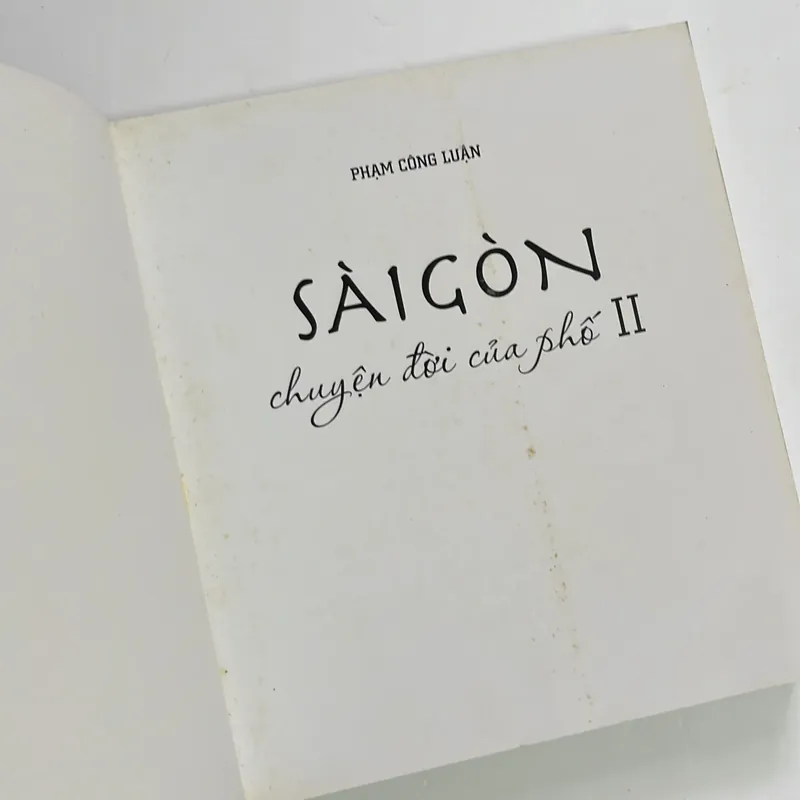 PHẠM CÔNG LUẬN
SÀIGÒN
chuyện đời của phố II